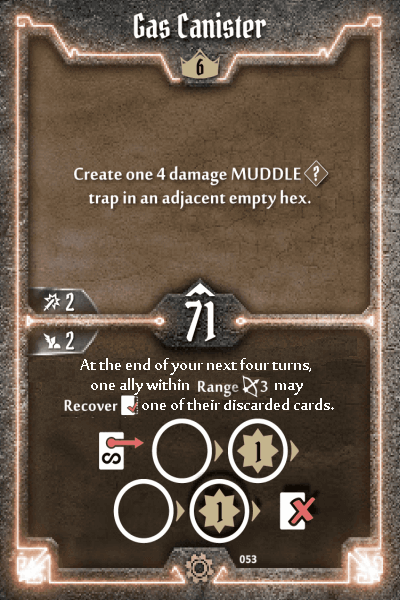 Gas Canister
6
Create one 4 damage MUDDLE ?
trap in an adjacent empty hex.
2
71
2
At the end of your next four turns,
one ally within Range 3 may
Recover one of their discarded cards.
S 1
1
053